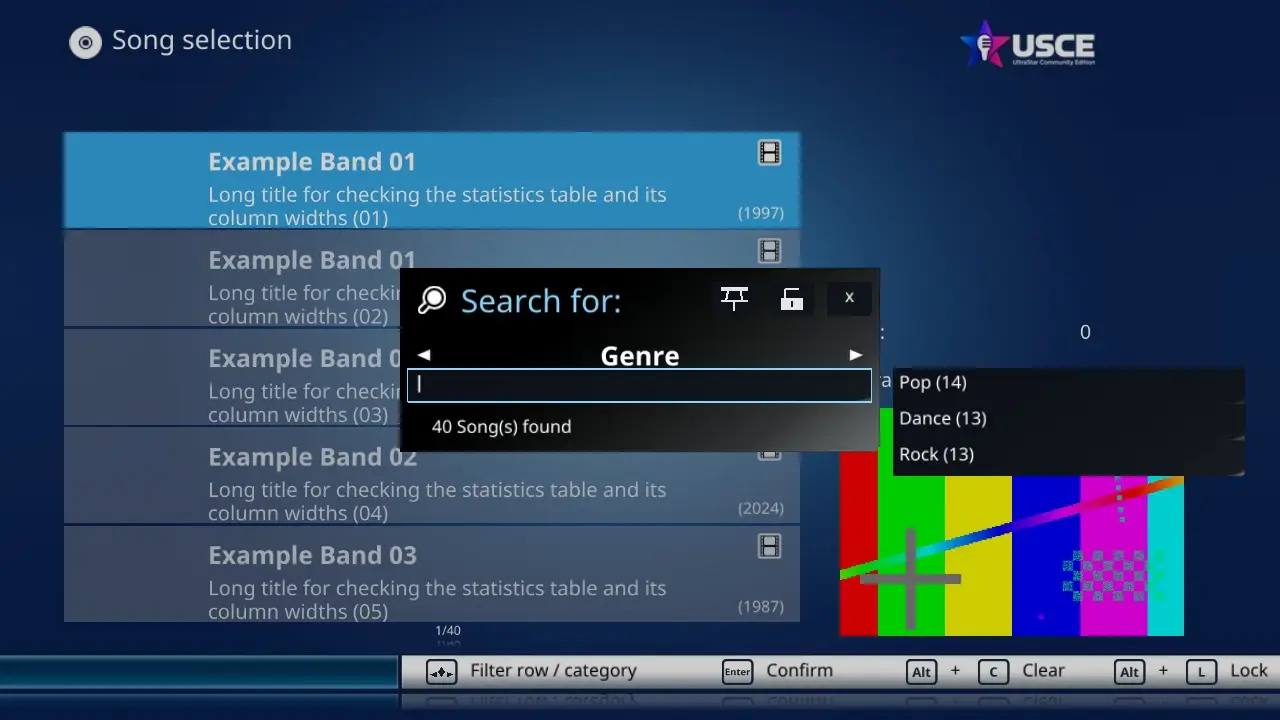 Song selection
USCE
UltraStar Community Edition
Example Band 01
Long title for checking the statistics table and its
column widths (01)
(1997)
Example Band 01
Long title for checki
column widths (02)
Example Band 0
Long title for checki
column widths (03)
Example Band 02
Long title for checking the statistics table and its
column widths (04)
(2024)
Example Band 03
Long title for checking the statistics table and its
column widths (05)
(1987)
1/40
Search for:
x
Genre
40 Song(s) found
: 0
ra
Pop (14)
Dance (13)
Rock (13)
Filter row / category
Enter Confirm
Alt + C Clear
Alt + L Lock